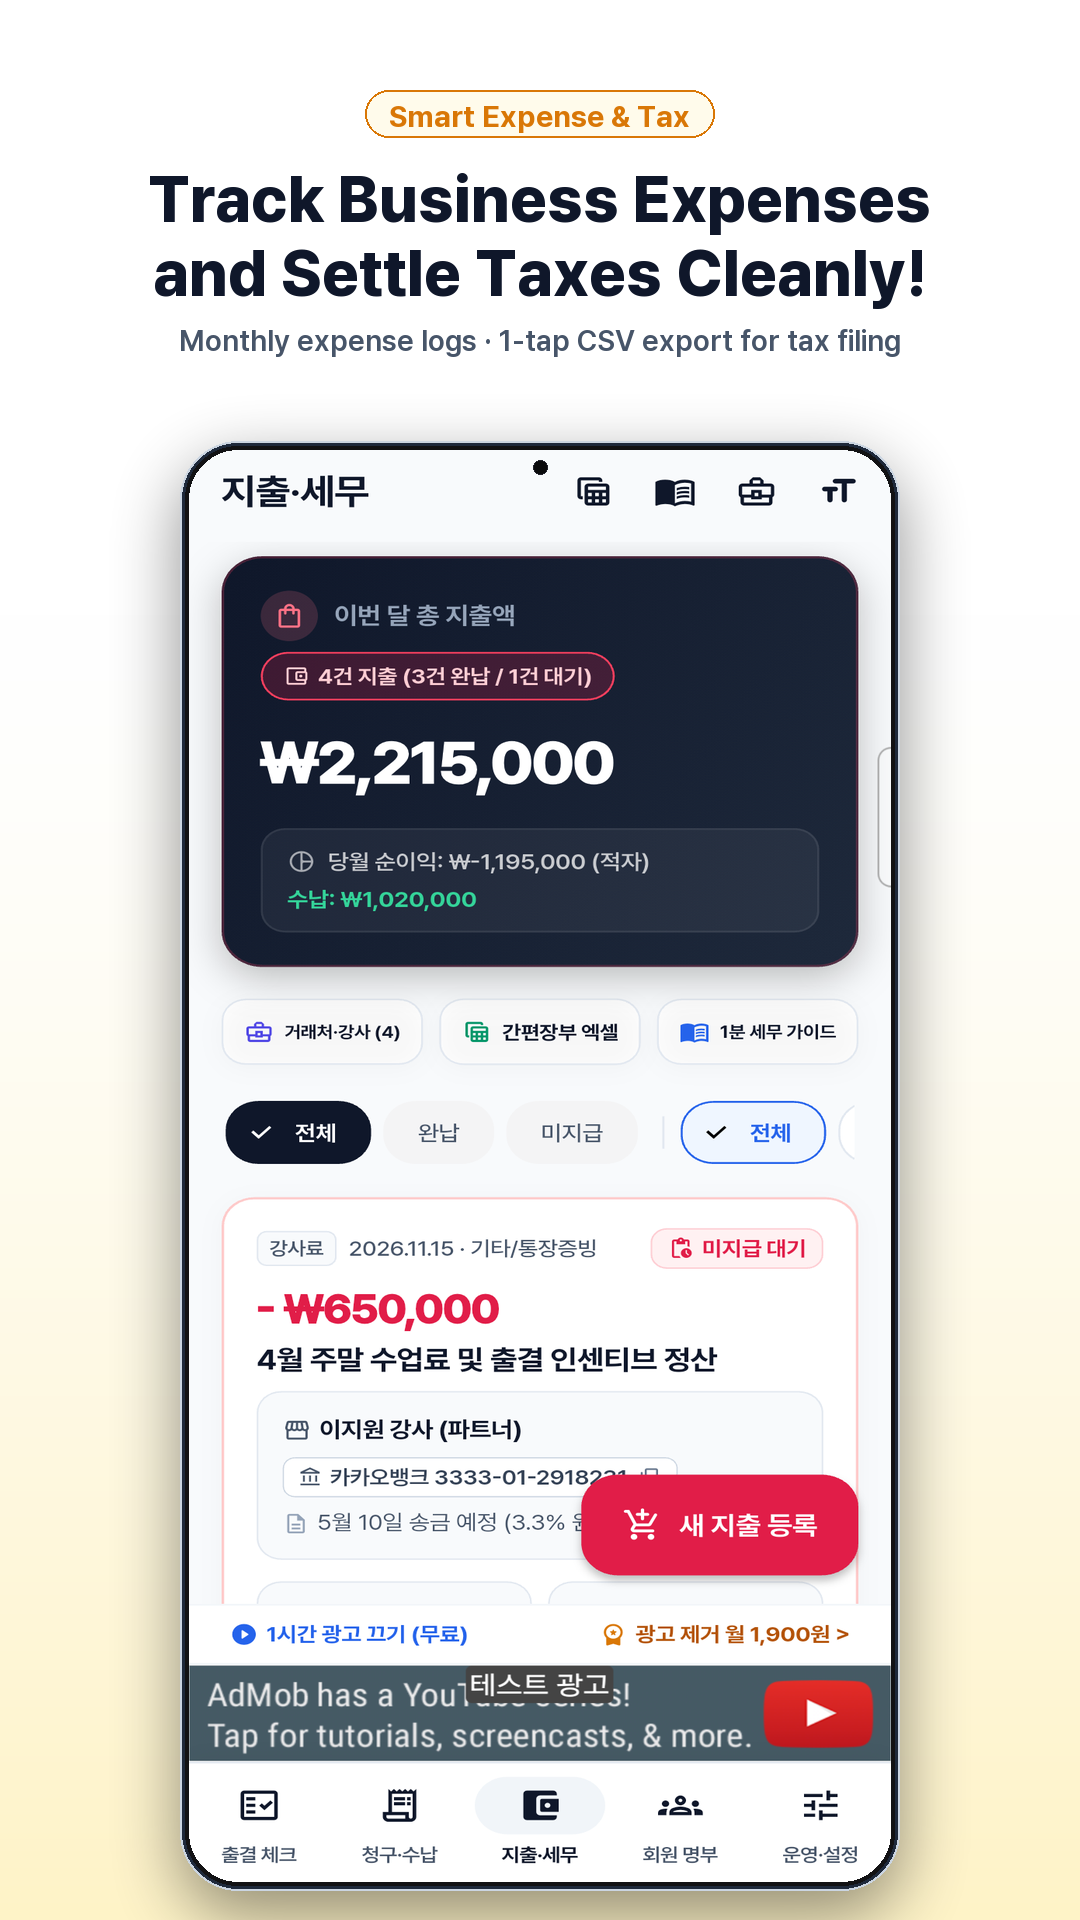 Smart Expense & Tax
Track Business Expenses
and Settle Taxes Cleanly!
Monthly expense logs · 1-tap CSV export for tax filing
지출·세무
이번 달 총 지출액
4건 지출 (3건 완납 / 1건 대기)
₩2,215,000
당월 순이익: ₩-1,195,000 (적자)
수납: ₩1,020,000
거래처·강사 (4)
간편장부 엑셀
1분 세무 가이드
전체
완납
미지급
전체
강사료
2026.11.15 · 기타/통장증빙
미지급 대기
- ₩650,000
4월 주말 수업료 및 출결 인센티브 정산
이지원 강사 (파트너)
카카오뱅크 3333-01-2918231
5월 10일 송금 예정 (3.3%
새 지출 등록
1시간 광고 끄기 (무료)
광고 제거 월 1,900원 >
테스트 광고
AdMob has a YouTube series!
Tap for tutorials, screencasts, & more.
출결 체크
청구·수납
지출·세무
회원 명부
운영·설정